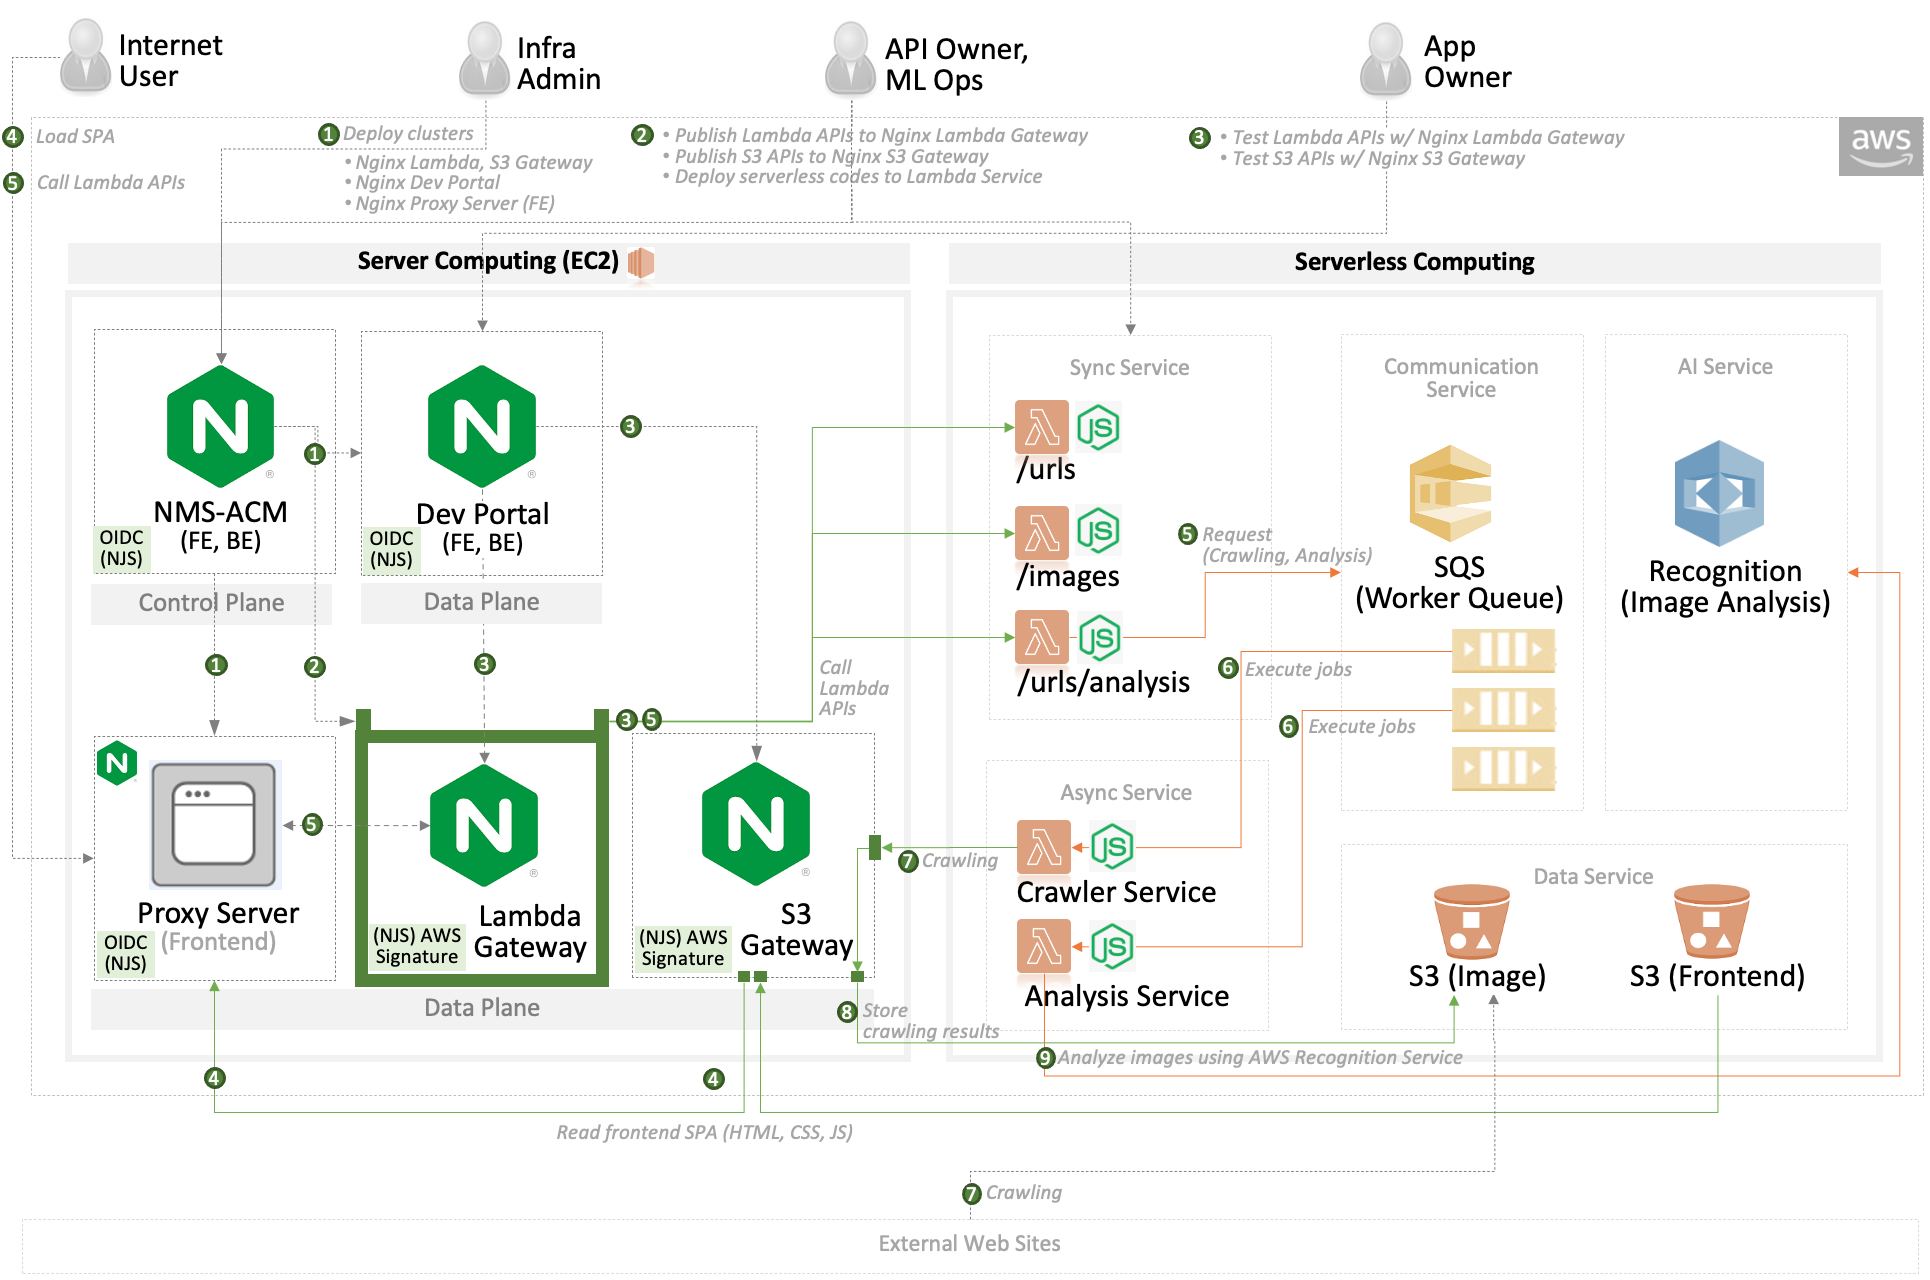 Internet
User
Infra
Admin
API Owner,
ML Ops
App
Owner
4 Load SPA
5 Call Lambda APIs
1 Deploy clusters
• Nginx Lambda, S3 Gateway
• Nginx Dev Portal
• Nginx Proxy Server (FE)
2 • Publish Lambda APIs to Nginx Lambda Gateway
• Publish S3 APIs to Nginx S3 Gateway
• Deploy serverless codes to Lambda Service
3 • Test Lambda APIs w/ Nginx Lambda Gateway
• Test S3 APIs w/ Nginx S3 Gateway
aws
Server Computing (EC2)
Serverless Computing
N
®
NMS-ACM
(FE, BE)
OIDC
(NJS)
Control Plane
1
N
®
Dev Portal
(FE, BE)
OIDC
(NJS)
Data Plane
3
1
2
3
3 5
Call
Lambda
APIs
N
Proxy Server
(Frontend)
OIDC
(NJS)
5
N
®
Lambda
Gateway
(NJS) AWS
Signature
N
®
S3
Gateway
(NJS) AWS
Signature
Data Plane
Sync Service
JS
/urls
JS
/images
JS
/urls/analysis
5 Request
(Crawling, Analysis)
Communication
Service
SQS
(Worker Queue)
AI Service
Recognition
(Image Analysis)
6 Execute jobs
6 Execute jobs
Async Service
JS
Crawler Service
JS
Analysis Service
7 Crawling
8 Store
crawling results
9 Analyze images using AWS Recognition Service
Data Service
S3 (Image)
S3 (Frontend)
4
4
Read frontend SPA (HTML, CSS, JS)
7 Crawling
External Web Sites